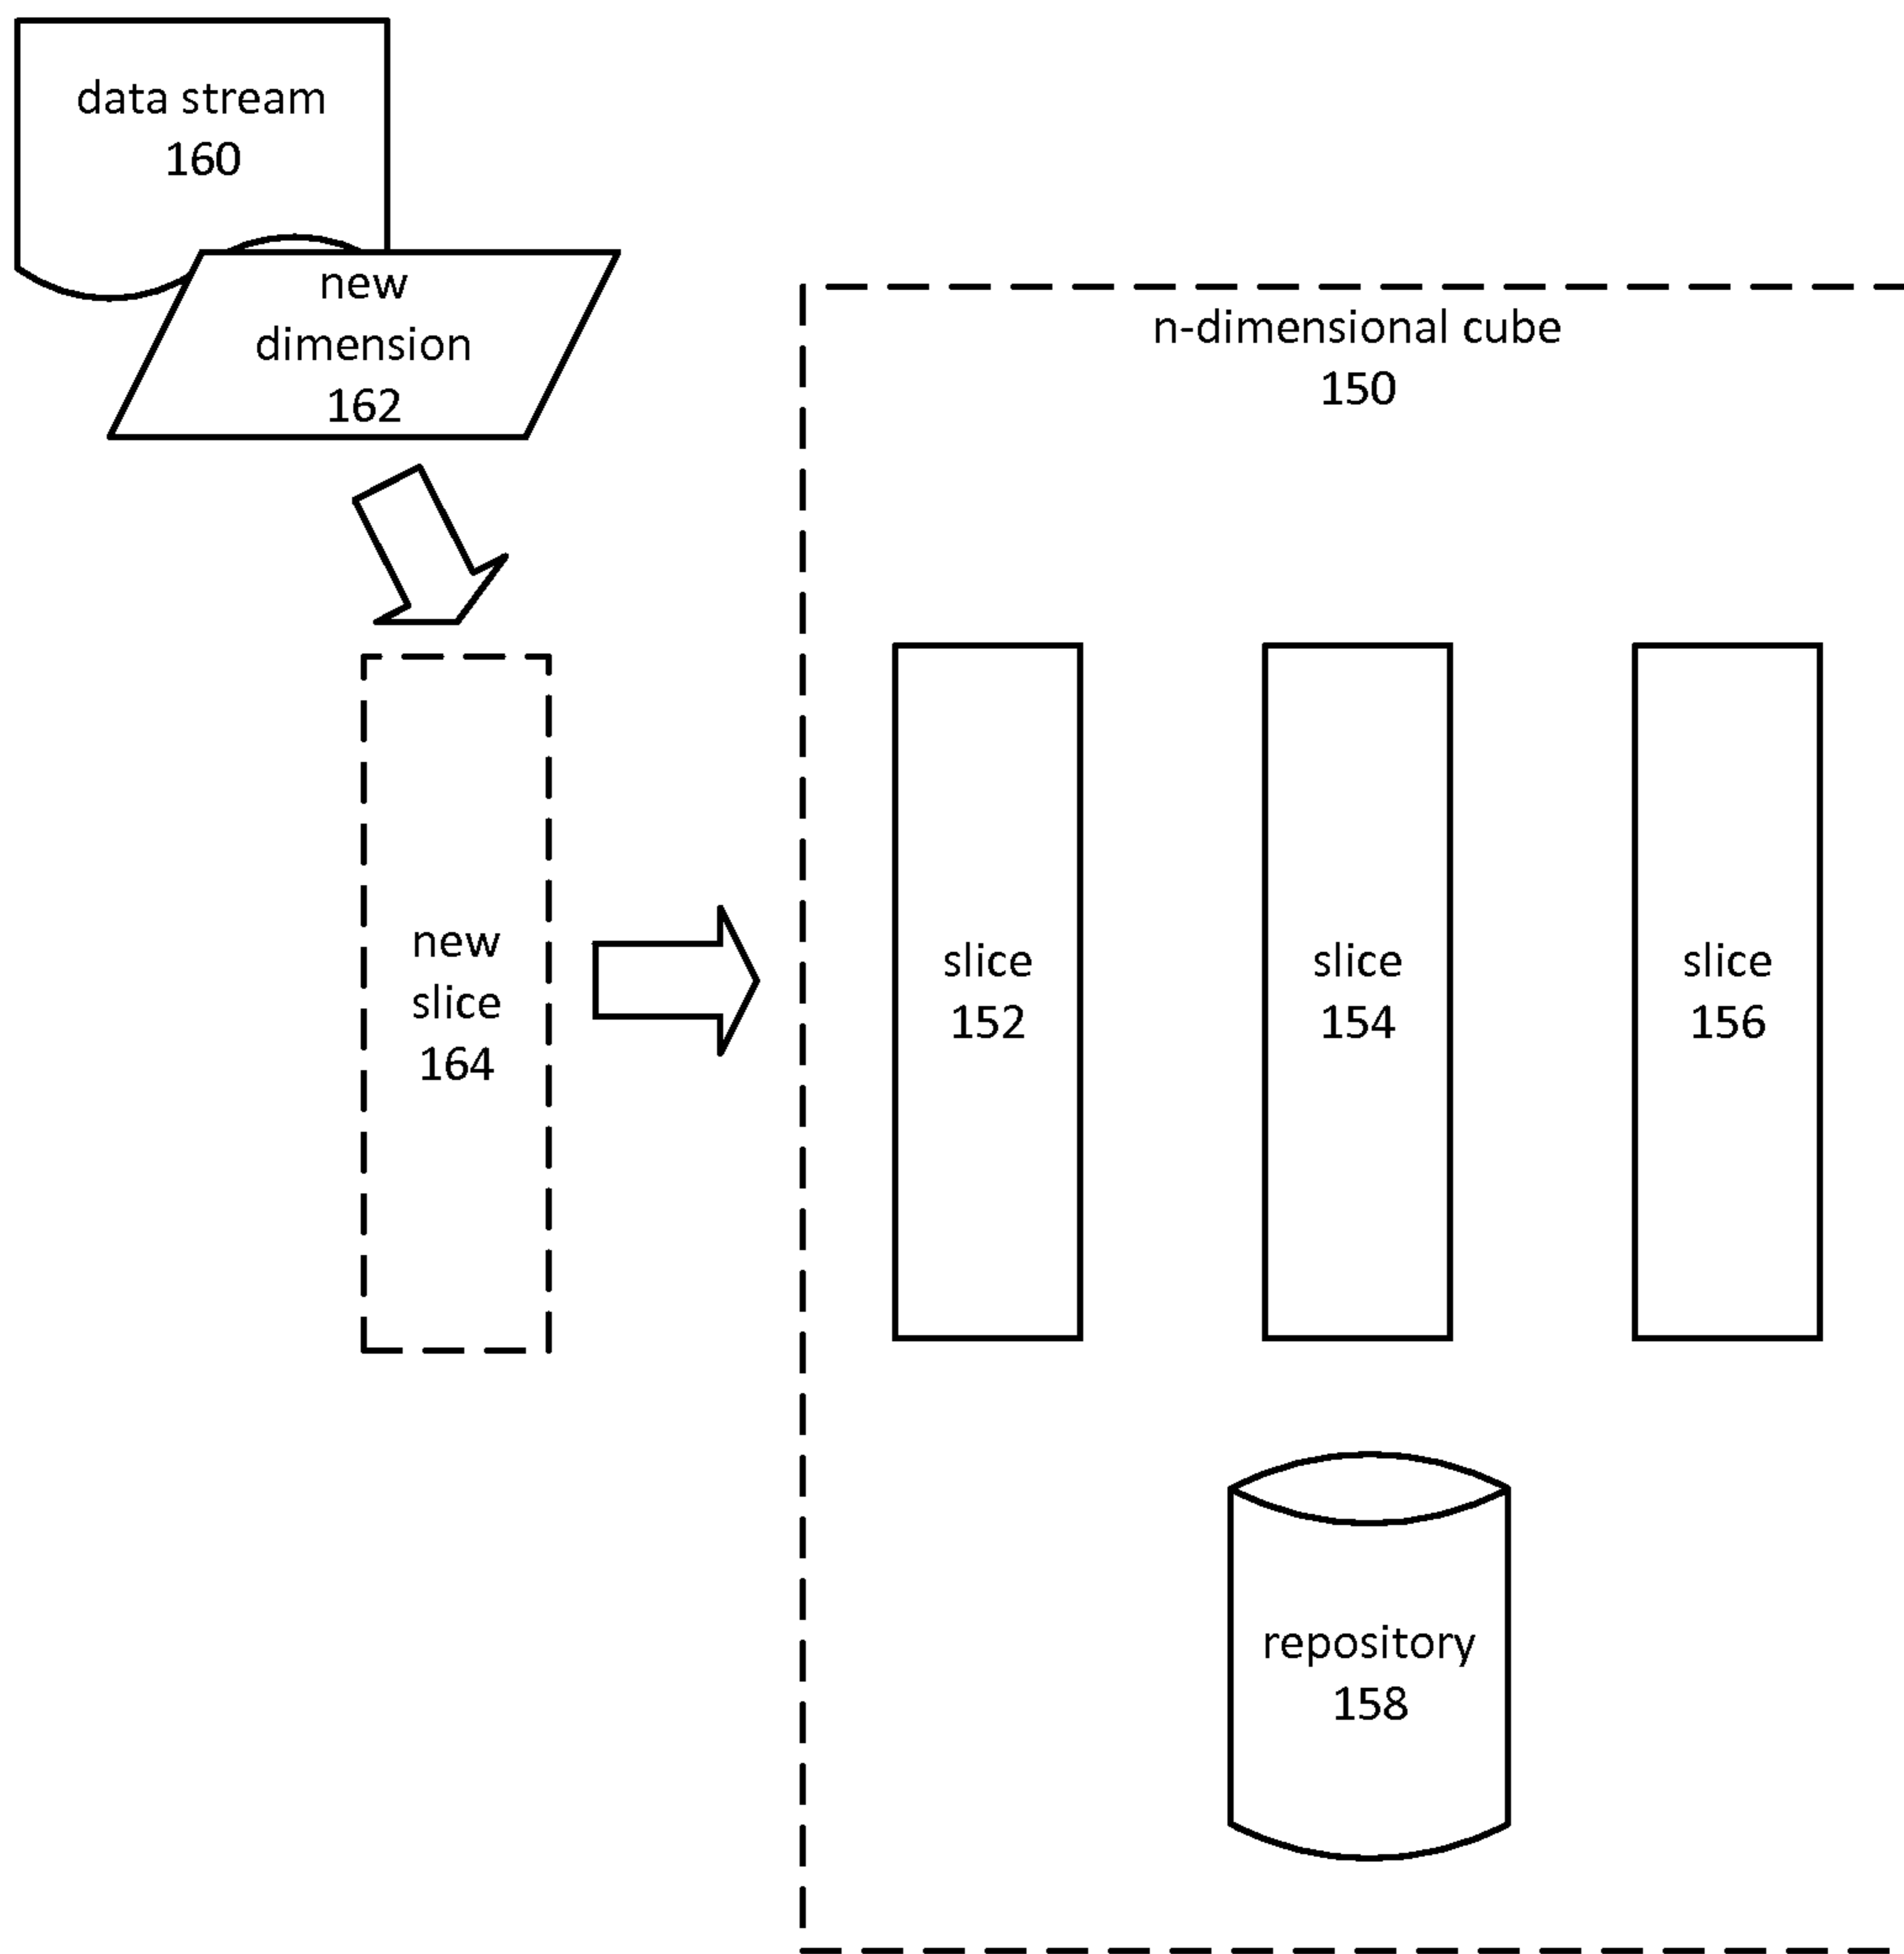 data stream
160
new
dimension
162
n-dimensional cube
150
new
slice
164
slice
152
slice
154
slice
156
repository
158